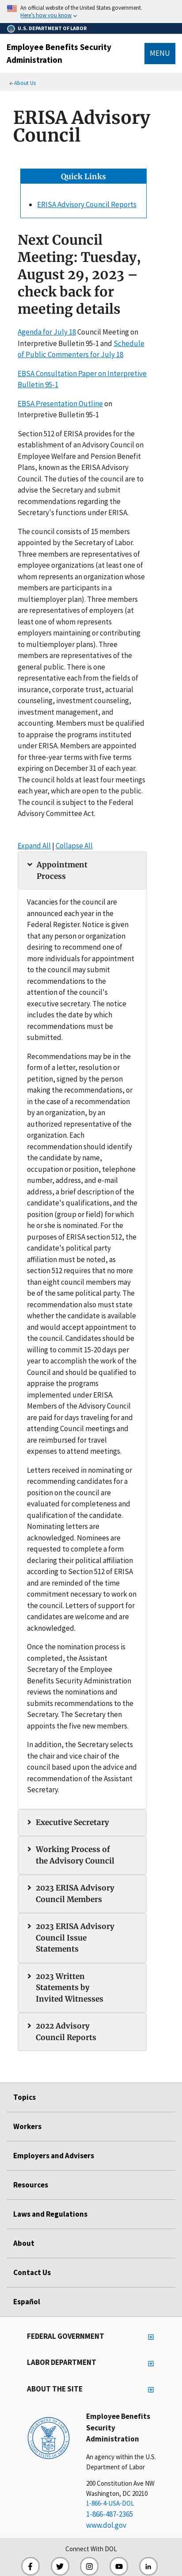 An official website of the United States government.
Here's how you know
U.S. DEPARTMENT OF LABOR
Employee Benefits Security
Administration
MENU
About Us
ERISA Advisory
Council
Quick Links
ERISA Advisory Council Reports
Next Council
Meeting: Tuesday,
August 29, 2023 –
check back for
meeting details
Agenda for July 18 Council Meeting on
Interpretive Bulletin 95-1 and Schedule
of Public Commenters for July 18
EBSA Consultation Paper on Interpretive
Bulletin 95-1
EBSA Presentation Outline on
Interpretive Bulletin 95-1
Section 512 of ERISA provides for the
establishment of an Advisory Council on
Employee Welfare and Pension Benefit
Plans, known as the ERISA Advisory
Council. The duties of the council are to
advise the Secretary and submit
recommendations regarding the
Secretary's functions under ERISA.
The council consists of 15 members
appointed by the Secretary of Labor.
Three members are representatives of
employee organizations (at least one of
whom represents an organization
whose members are participants in a
multiemployer plan). Three members
are representatives of employers (at
least one of whom represents
employers maintaining or contributing
to multiemployer plans). Three
members are representatives of the
general public. There is one
representative each from the fields of
insurance, corporate trust, actuarial
counseling, investment counseling,
investment management, and
accounting. Members must be qualified
to appraise the programs instituted
under ERISA. Members are appointed
for three-year terms with five terms
expiring on December 31 of each year.
The council holds at least four meetings
each year, which are open to the public.
The council is subject to the Federal
Advisory Committee Act.
Expand All | Collapse All
Appointment
Process
Vacancies for the council are
announced each year in the
Federal Register. Notice is given
that any person or organization
desiring to recommend one of
more individuals for appointment
to the council may submit
recommendations to the
attention of the council's
executive secretary. The notice
includes the date by which
recommendations must be
submitted.
Recommendations may be in the
form of a letter, resolution or
petition, signed by the person
making the recommendations, or
in the case of a recommendation
by an organization, by an
authorized representative of the
organization. Each
recommendation should identify
the candidate by name,
occupation or position, telephone
number, address, and e-mail
address, a brief description of the
candidate's qualifications, and the
position (group or field) for which
he or she is nominated. For the
purposes of ERISA section 512, the
candidate's political party
affiliation must be noted, as
section 512 requires that no more
than eight council members may
be of the same political party. The
recommendation also must state
whether the candidate is available
and would accept appointment to
the council. Candidates should be
willing to commit 15-20 days per
year to accomplish the work of the
Council and should be qualified to
appraise the programs
implemented under ERISA.
Members of the Advisory Council
are paid for days traveling for and
attending Council meetings and
are reimbursed for travel
expenses to attend meetings.
Letters received nominating or
recommending candidates for a
position on the council are
evaluated for completeness and
demonstration of overall
qualifications of the candidate.
Nominating letters are
acknowledged. Nominees are
required to complete a form
declaring their political affiliation
according to Section 512 of ERISA
and are reminded of the time
commitment necessary to work on
the council. Letters of support for
candidates are welcome and are
acknowledged.
Once the nomination process is
completed, the Assistant
Secretary of the Employee
Benefits Security Administration
reviews the nominations and
submits recommendations to the
Secretary. The Secretary then
appoints five new members.
In addition, the Secretary selects
the chair and vice chair of the
council based upon advice and
recommendation of the Assistant
Secretary.
Executive Secretary
Working Process of
the Advisory Council
2023 ERISA Advisory
Council Members
2023 ERISA Advisory
Council Issue
Statements
2023 Written
Statements by
Invited Witnesses
2022 Advisory
Council Reports
Topics
Workers
Employers and Advisers
Resources
Laws and Regulations
About
Contact Us
Español
FEDERAL GOVERNMENT
LABOR DEPARTMENT
ABOUT THE SITE
Employee Benefits
Security
Administration
An agency within the U.S.
Department of Labor
200 Constitution Ave NW
Washington, DC 20210
1-866-4-USA-DOL
1-866-487-2365
www.dol.gov
Connect With DOL